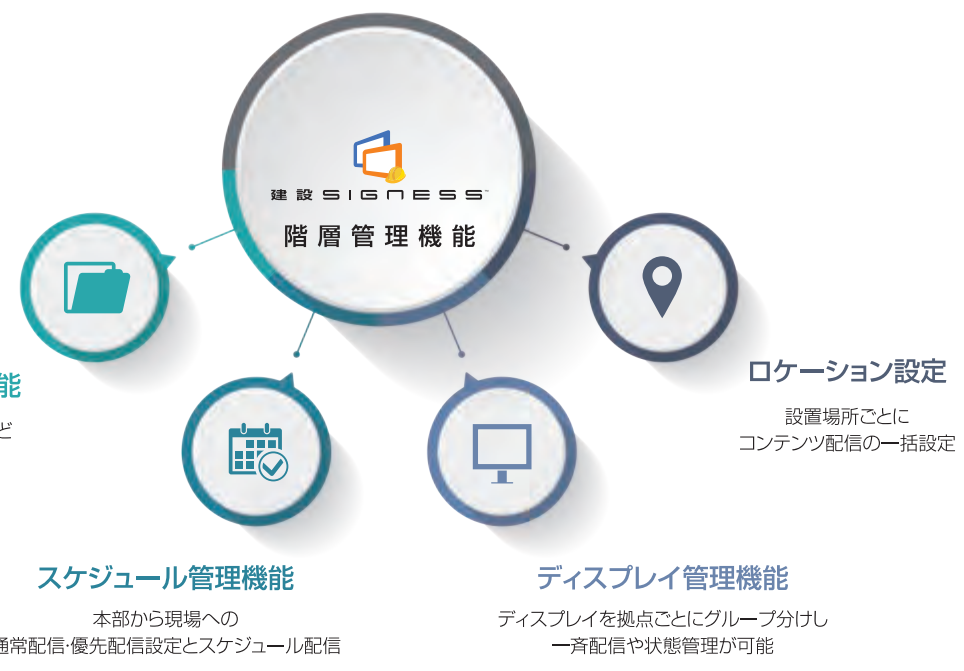 建設SIGNESS™
階層管理機能
能
ど
ロケーション設定
設置場所ごとに
コンテンツ配信の一括設定
スケジュール管理機能
本部から現場への
通常配信・優先配信設定とスケジュール配信
ディスプレイ管理機能
ディスプレイを拠点ごとにグループ分けし
一斉配信や状態管理が可能